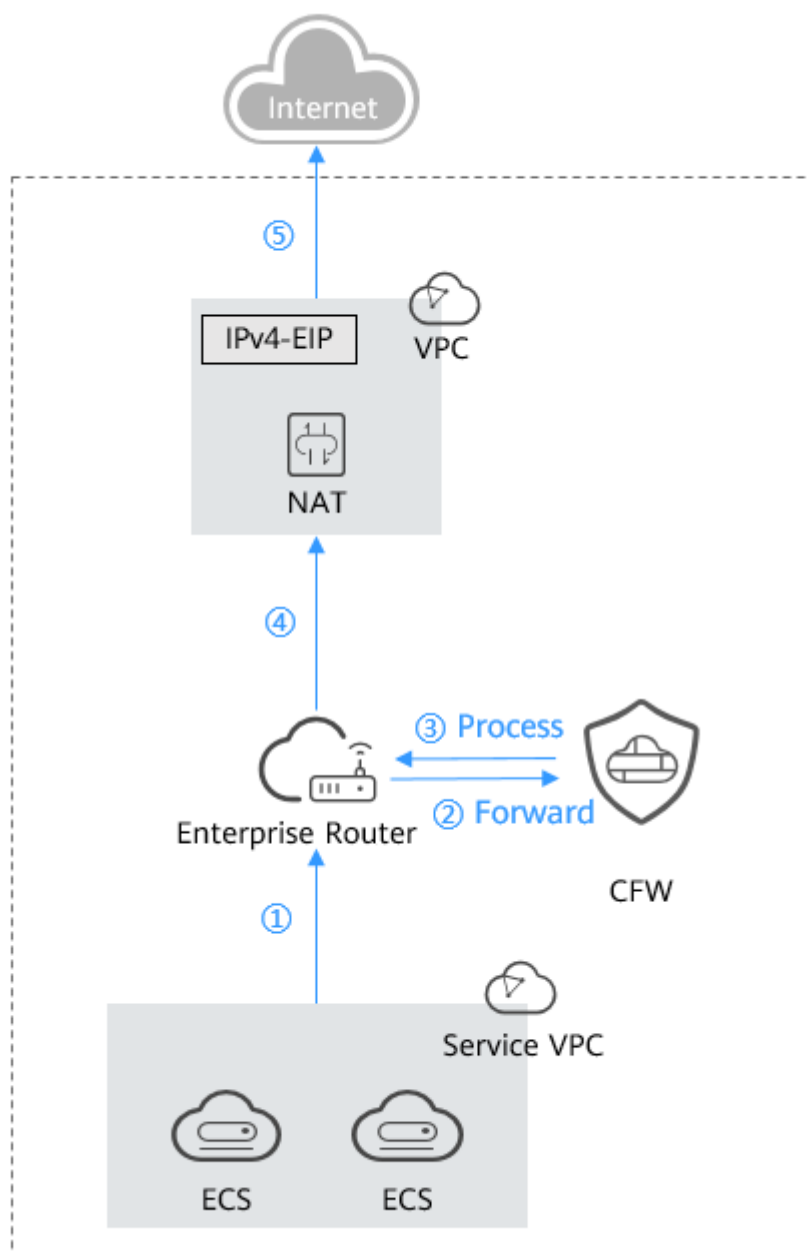 Internet
⑤
IPv4-EIP
VPC
NAT
④
③ Process
② Forward
Enterprise Router
CFW
①
Service VPC
ECS
ECS